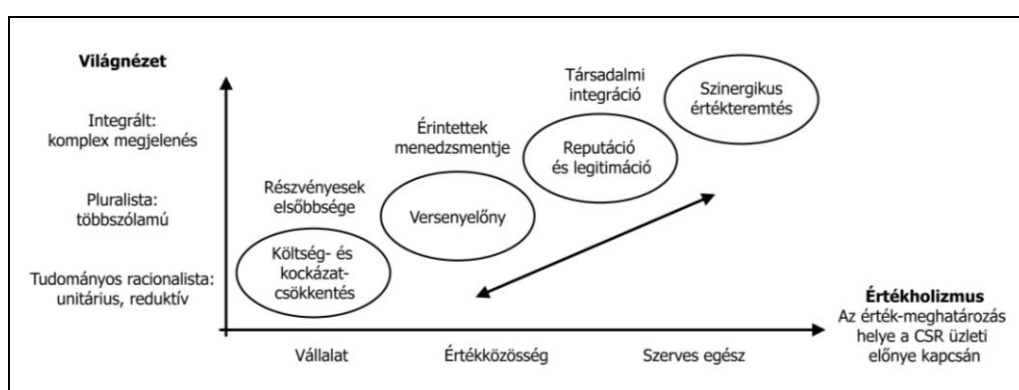 Világnézet
Integrált:
komplex megjelenés
Pluralista:
többszólamú
Tudományos racionalista:
unitárius, reduktív
Részvényesek
elsőbbsége
Költség- és
kockázat-
csökkentés
Érintettek
menedzsmentje
Versenyelőny
Társadalmi
integráció
Reputáció
és legitimáció
Szinergikus
értékteremtés
Vállalat
Értékközösség
Szerves egész
Értékholizmus
Az érték-meghatározás
helye a CSR üzleti
előnye kapcsán